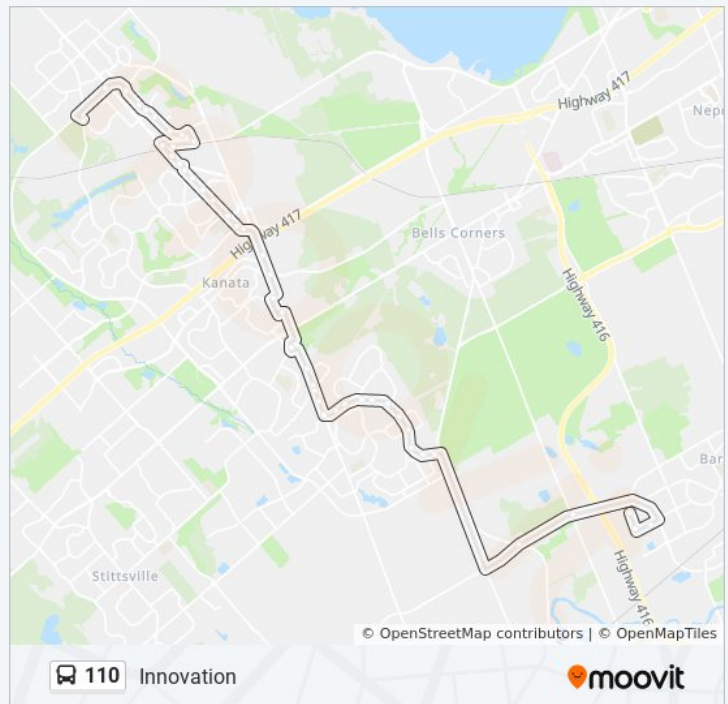 Highway 417
Nepe
Highway 417
Bells Corners
Kanata
Highway 416
Bar
Stittsville
Highway 416
© OpenStreetMap contributors | © OpenMapTiles
110 Innovation
moovit